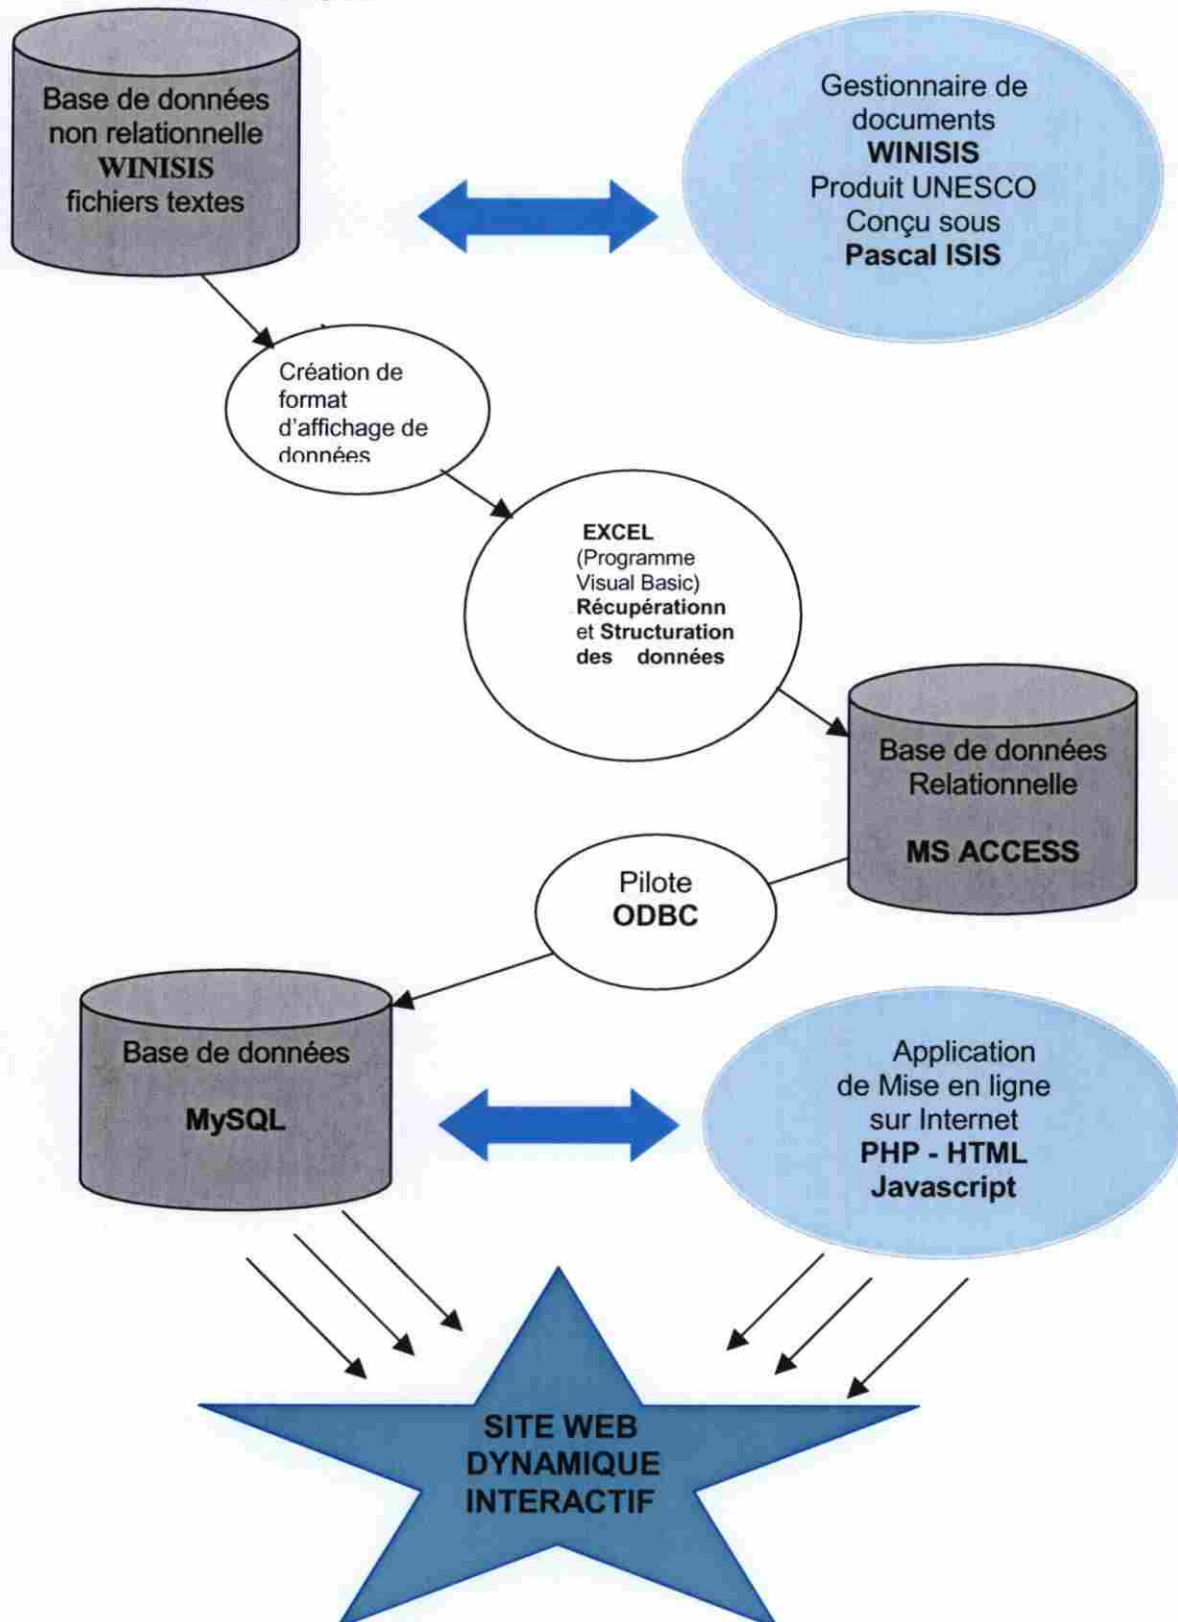 Base de données
non relationnelle
WINISIS
fichiers textes
Gestionnaire de
documents
WINISIS
Produit UNESCO
Conçu sous
Pascal ISIS
Création de
format
d'affichage de
données
EXCEL
(Programme
Visual Basic)
Récupérationn
et Structuration
des données
Base de données
Relationnelle
MS ACCESS
Pilote
ODBC
Base de données
MySQL
Application
de Mise en ligne
sur Internet
PHP - HTML
Javascript
SITE WEB
DYNAMIQUE
INTERACTIF